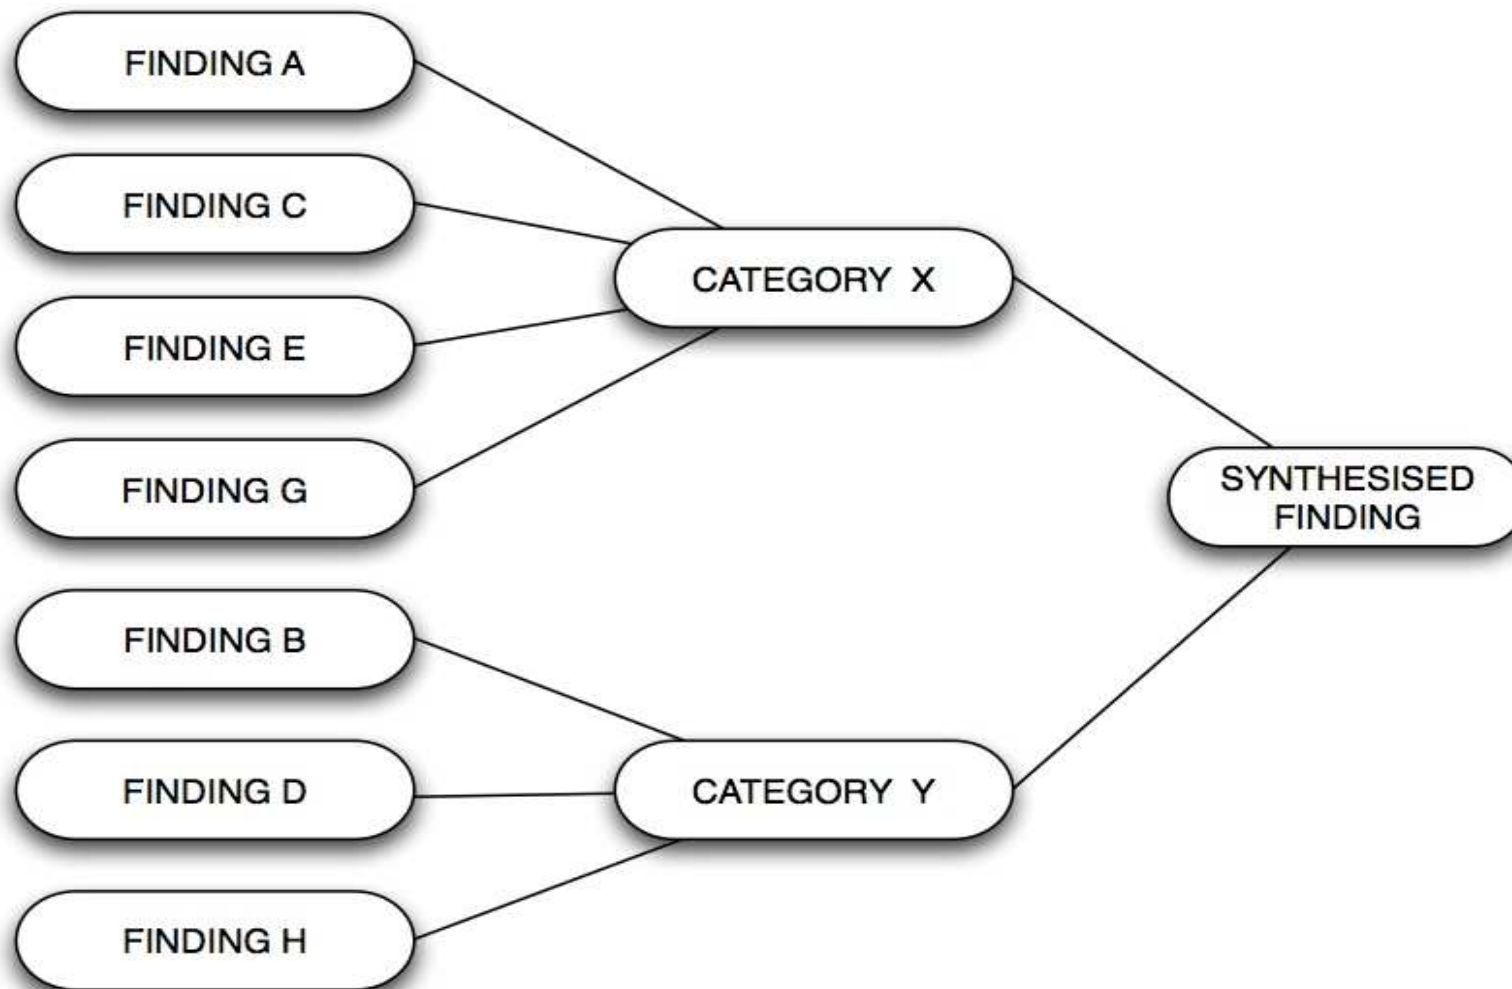 FINDING A
FINDING C
FINDING E
FINDING G
FINDING B
FINDING D
FINDING H
CATEGORY X
CATEGORY Y
SYNTHESISED
FINDING